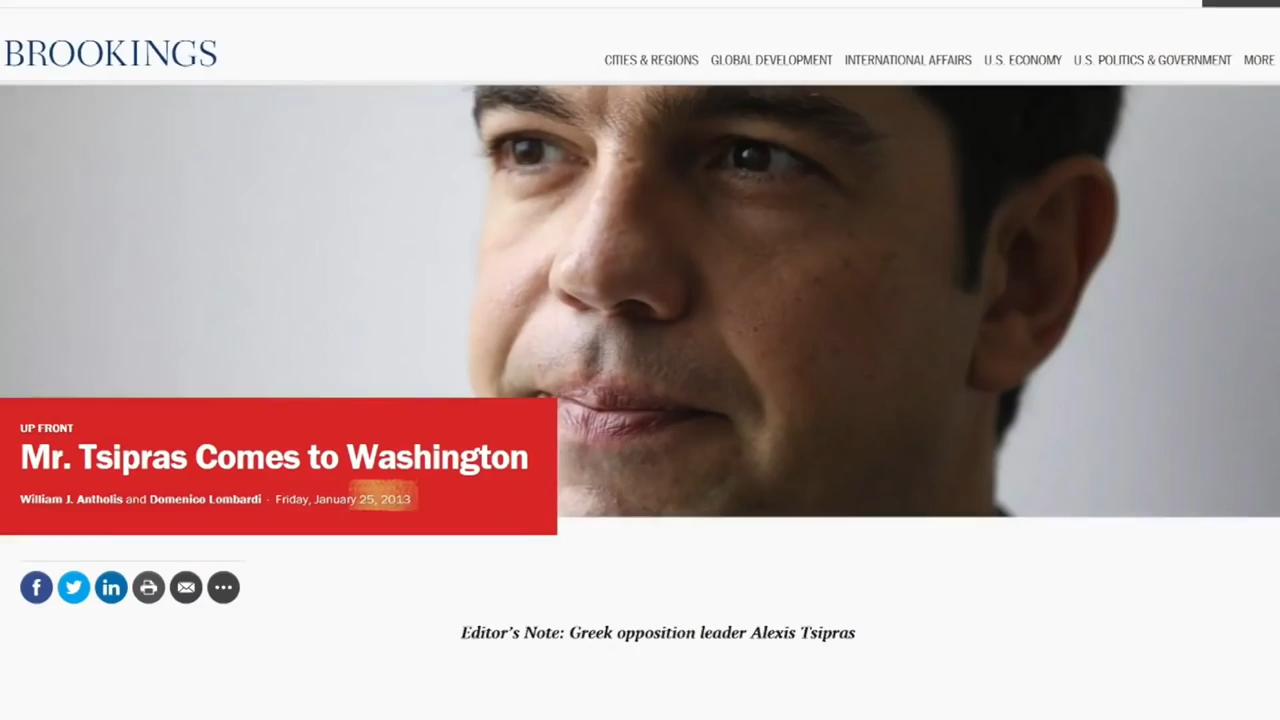 BROOKINGS
CITIES & REGIONS GLOBAL DEVELOPMENT INTERNATIONAL AFFAIRS U.S. ECONOMY U.S. POLITICS & GOVERNMENT MORE
UP FRONT
Mr. Tsipras Comes to Washington
William J. Antholis and Domenico Lombardi · Friday, January 25, 2013
f in
Editor's Note: Greek opposition leader Alexis Tsipras